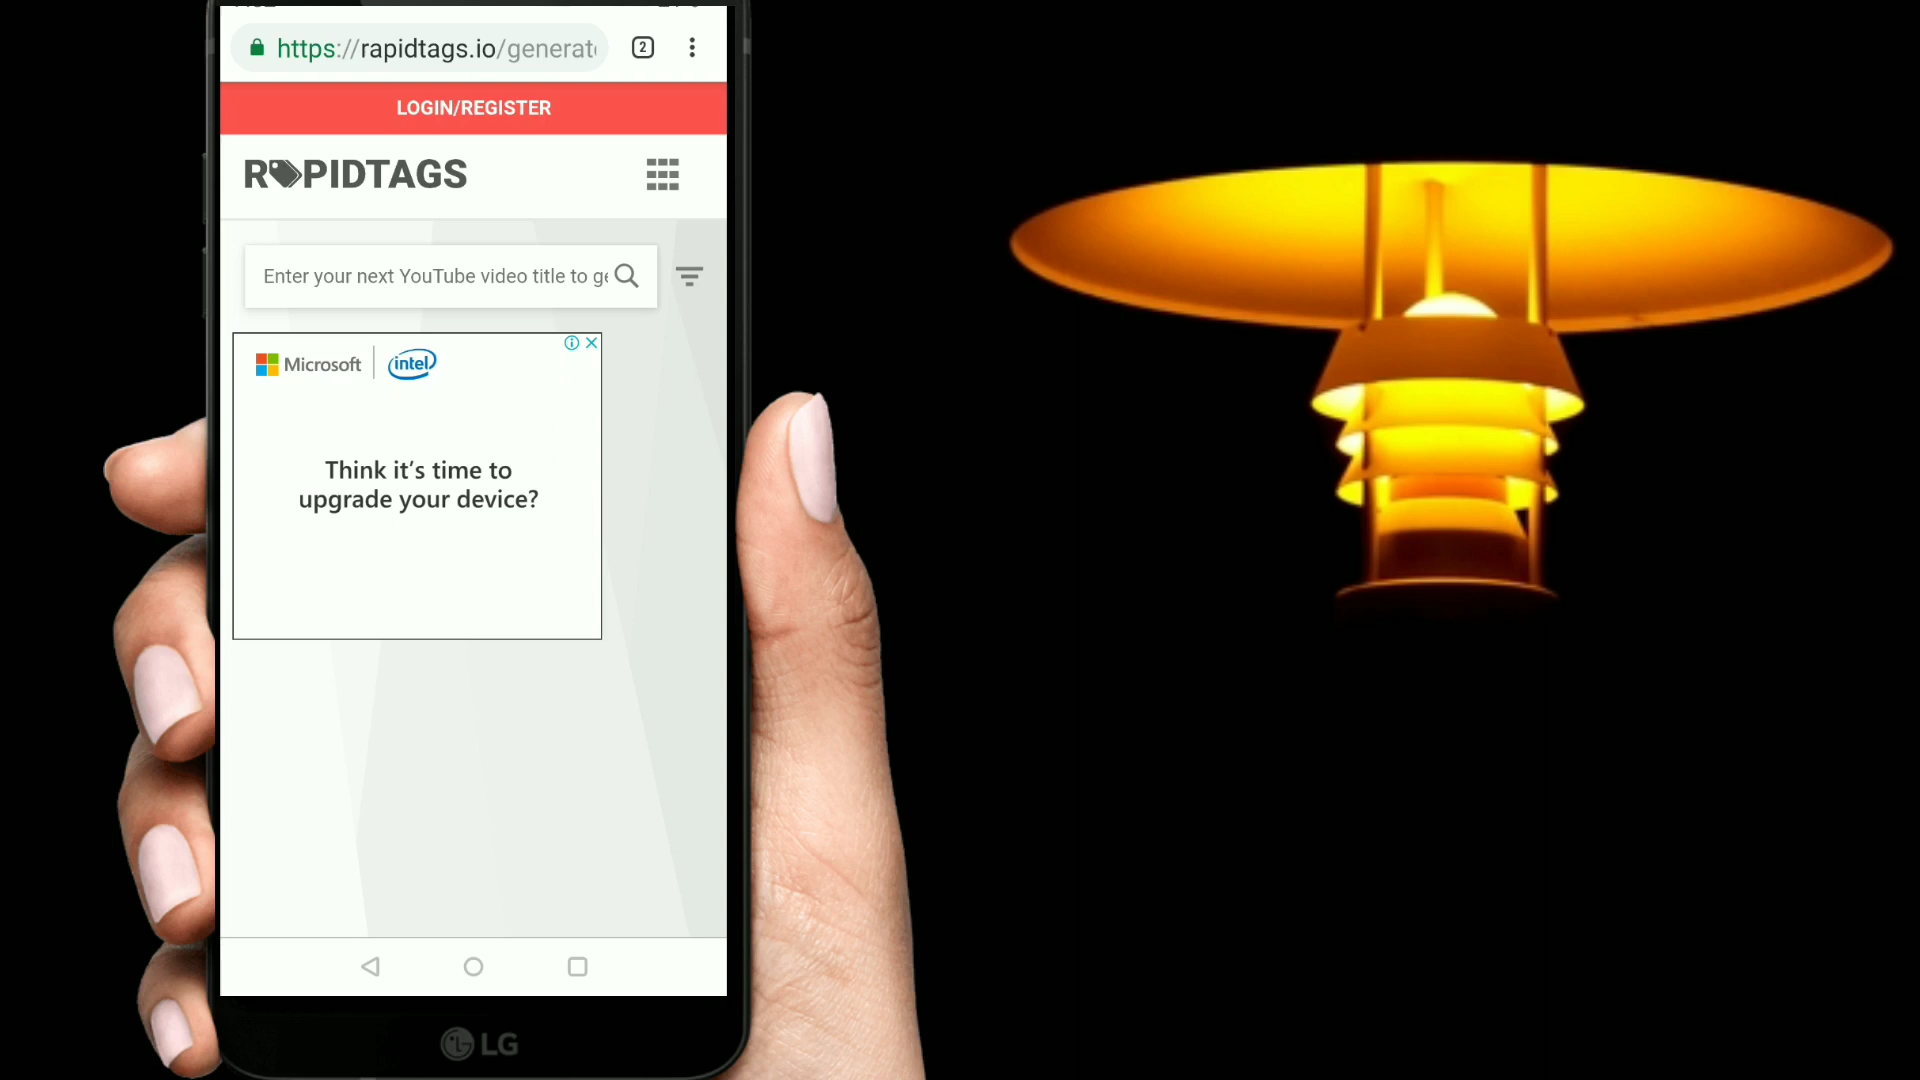 https://rapidtags.io/generat
2
LOGIN/REGISTER
RAPIDTAGS
Enter your next YouTube video title to ge
Microsoft
intel
Think it's time to
upgrade your device?
LG